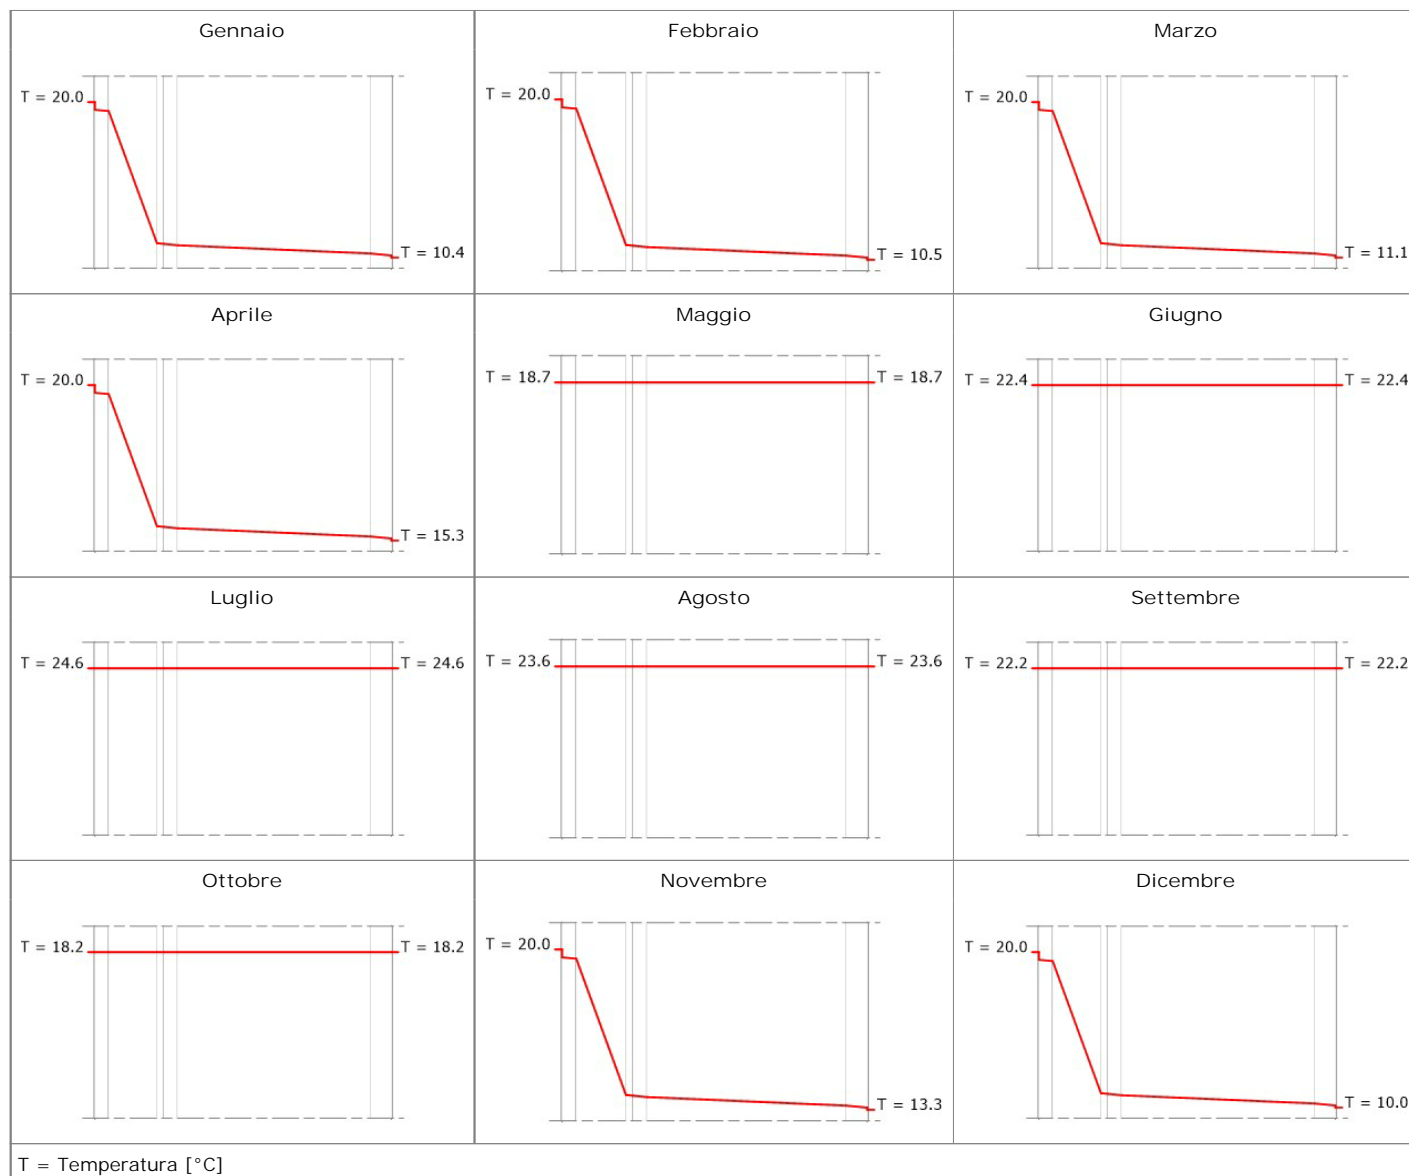 Gennaio
T = 20.0
T = 10.4
Febbraio
T = 20.0
T = 10.5
Marzo
T = 20.0
T = 11.1
Aprile
T = 20.0
T = 15.3
Maggio
T = 18.7
T = 18.7
Giugno
T = 22.4
T = 22.4
Luglio
T = 24.6
T = 24.6
Agosto
T = 23.6
T = 23.6
Settembre
T = 22.2
T = 22.2
Ottobre
T = 18.2
T = 18.2
Novembre
T = 20.0
T = 13.3
Dicembre
T = 20.0
T = 10.0
T = Temperatura [°C]